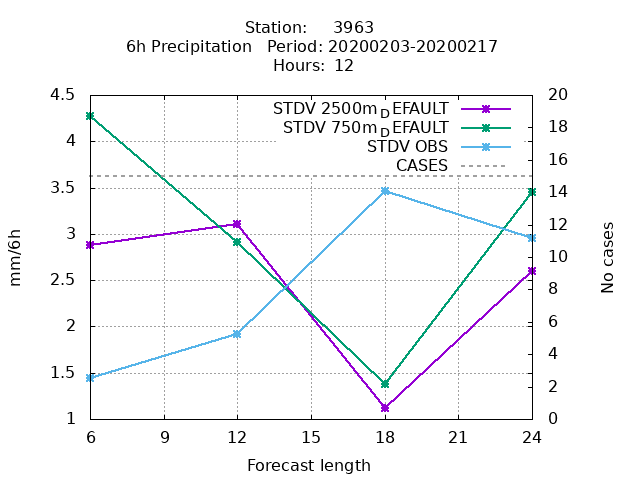 Station: 3963
6h Precipitation Period: 20200203-20200217
Hours: 12
STDV 2500mDEFAULT
STDV 750mDEFAULT
STDV OBS
CASES
4.5
4
3.5
3
2.5
2
1.5
1
mm/6h
20
18
16
14
12
10
8
6
4
2
0
No cases
6 9 12 15 18 21 24
Forecast length